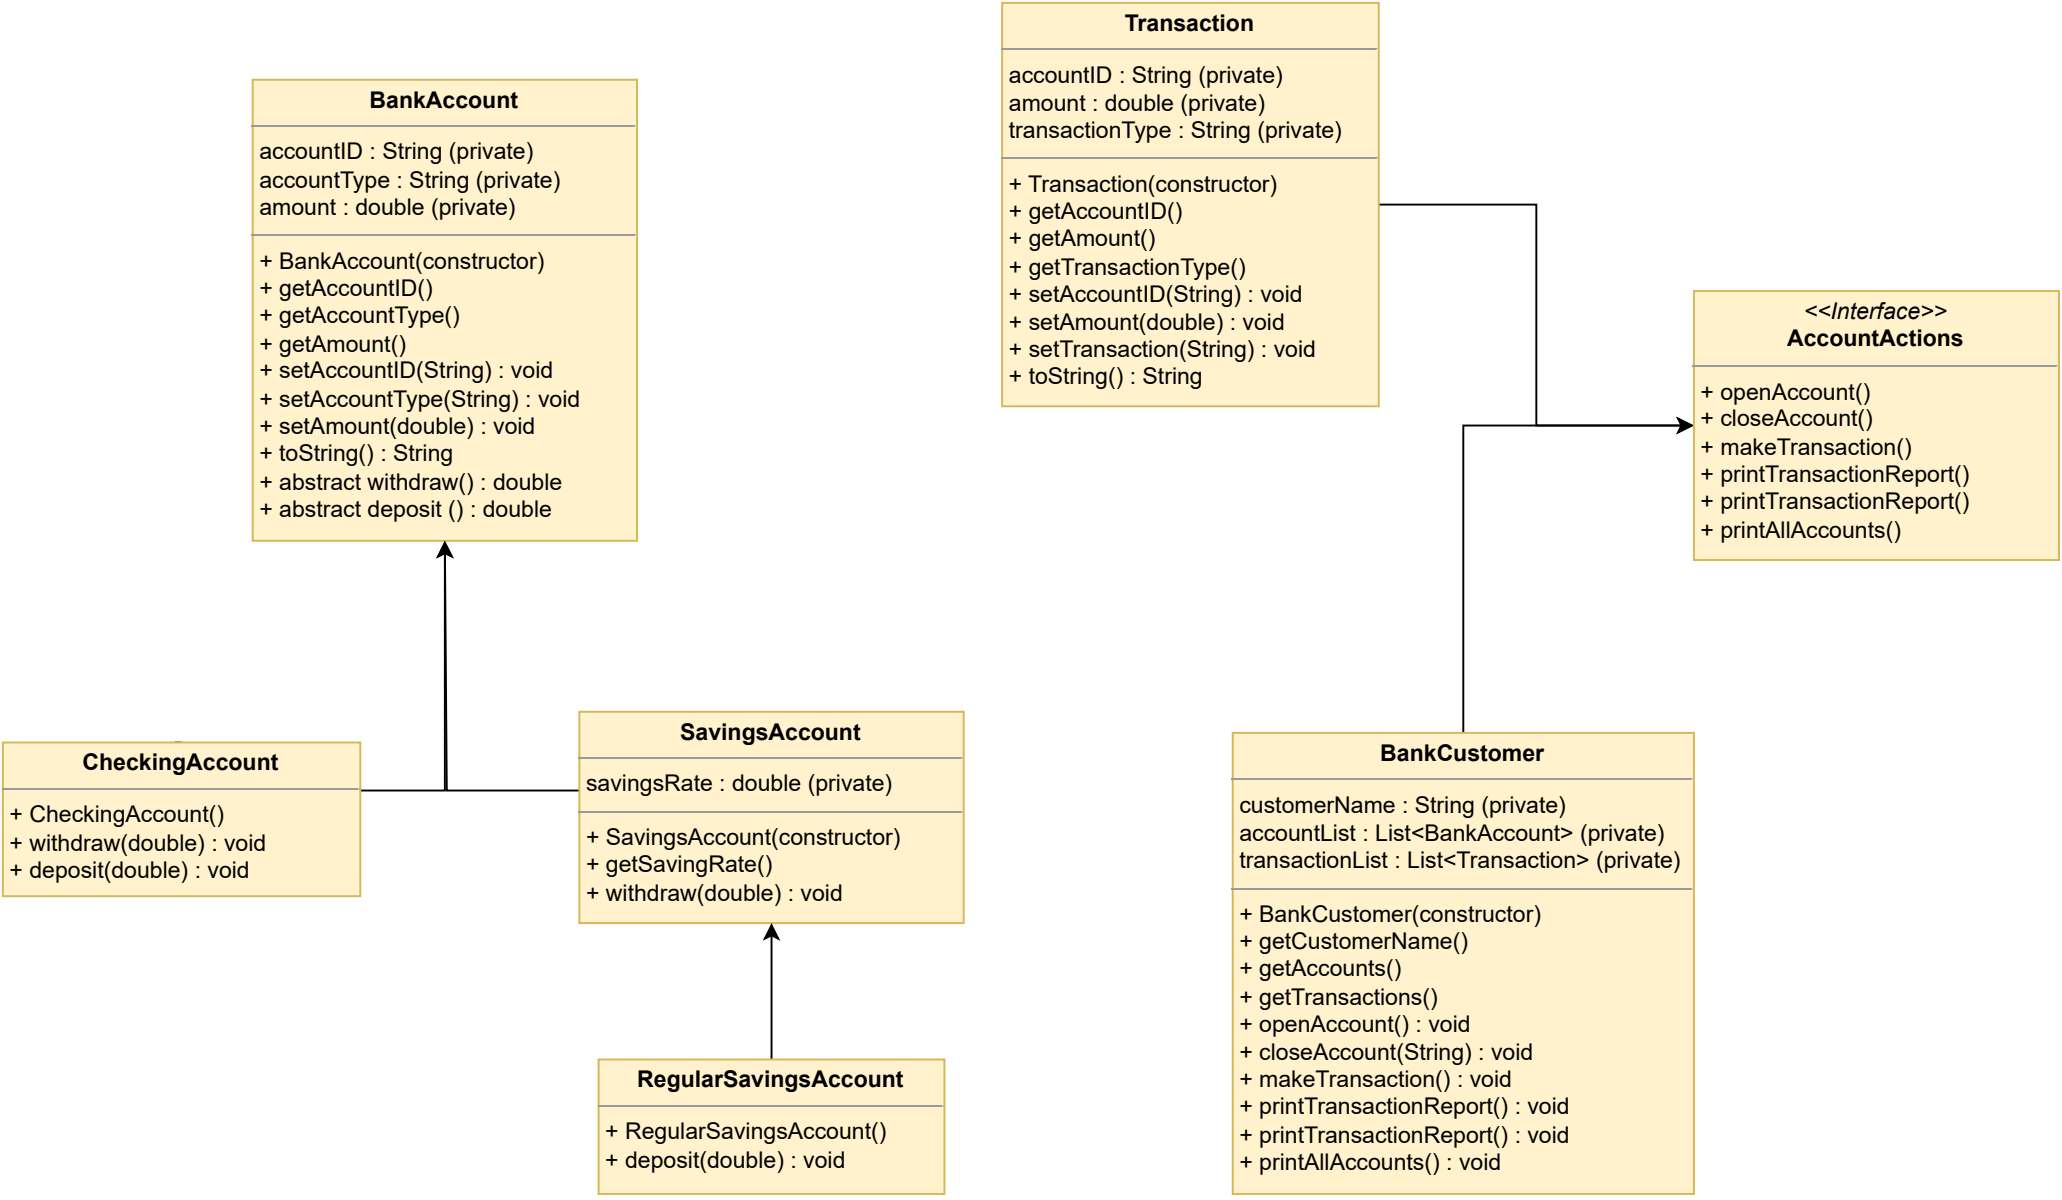 Transaction
accountID : String (private)
amount : double (private)
transactionType : String (private)
+ Transaction(constructor)
+ getAccountID()
+ getAmount()
+ getTransactionType()
+ setAccountID(String) : void
+ setAmount(double) : void
+ setTransaction(String) : void
+ toString() : String
BankAccount
accountID : String (private)
accountType : String (private)
amount : double (private)
+ BankAccount(constructor)
+ getAccountID()
+ getAccountType()
+ getAmount()
+ setAccountID(String) : void
+ setAccountType(String) : void
+ setAmount(double) : void
+ toString() : String
+ abstract withdraw() : double
+ abstract deposit () : double
<<Interface>>
AccountActions
+ openAccount()
+ closeAccount()
+ makeTransaction()
+ printTransactionReport()
+ printTransactionReport()
+ printAllAccounts()
CheckingAccount
+ CheckingAccount()
+ withdraw(double) : void
+ deposit(double) : void
SavingsAccount
savingsRate : double (private)
+ SavingsAccount(constructor)
+ getSavingRate()
+ withdraw(double) : void
BankCustomer
customerName : String (private)
accountList : List<BankAccount> (private)
transactionList : List<Transaction> (private)
+ BankCustomer(constructor)
+ getCustomerName()
+ getAccounts()
+ getTransactions()
+ openAccount() : void
+ closeAccount(String) : void
+ makeTransaction() : void
+ printTransactionReport() : void
+ printTransactionReport() : void
+ printAllAccounts() : void
RegularSavingsAccount
+ RegularSavingsAccount()
+ deposit(double) : void